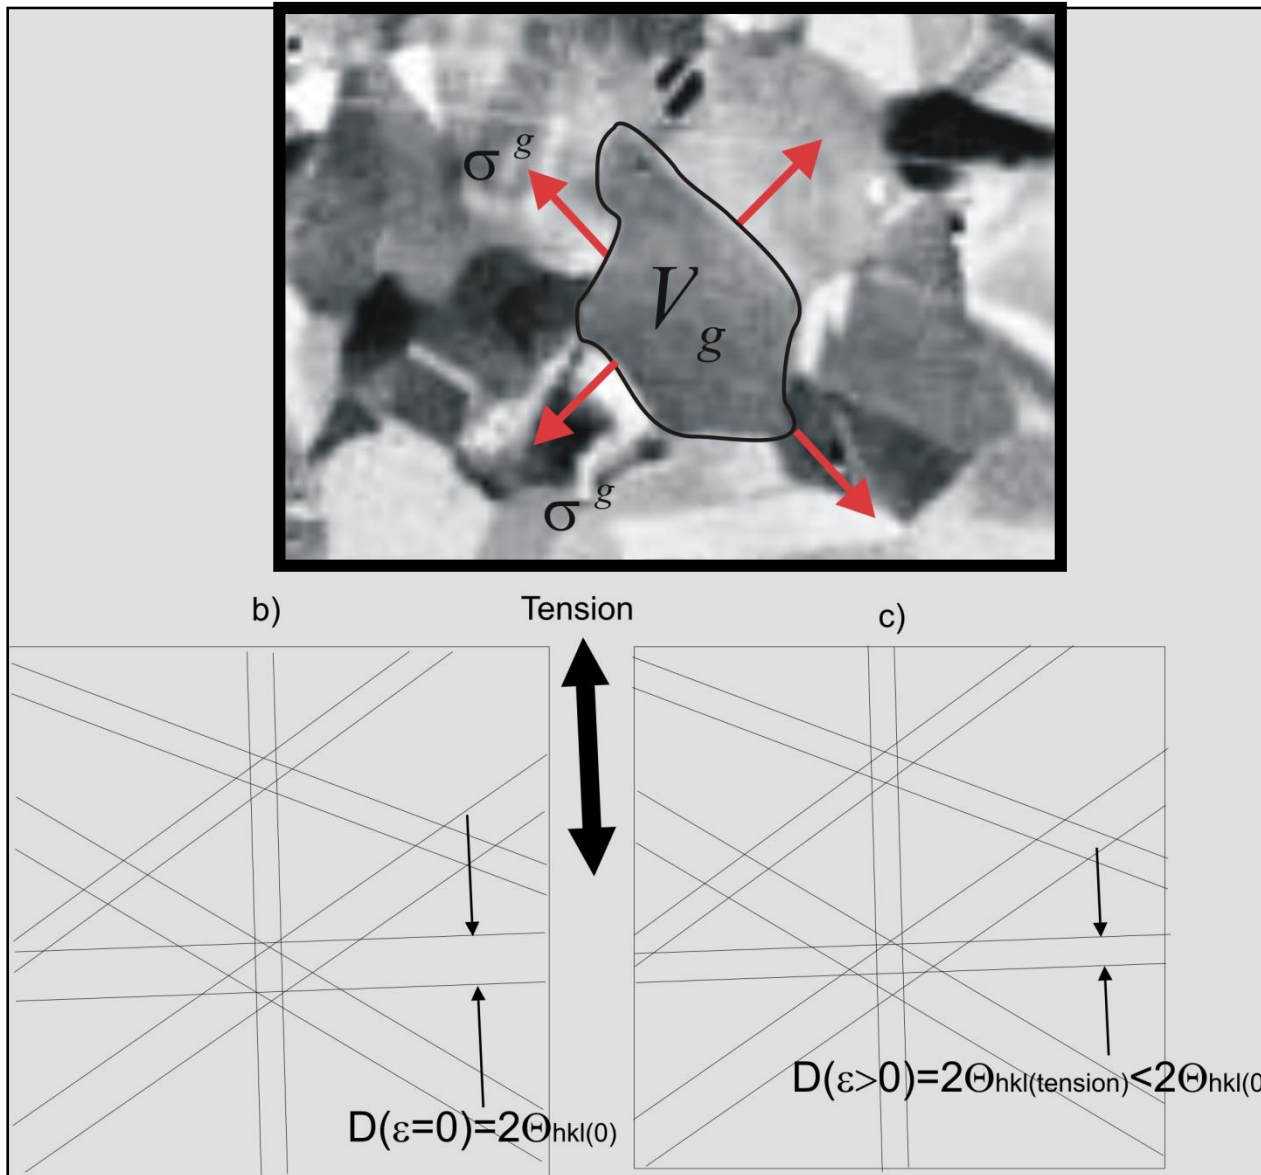 σ g
V g
σ g
b)
Tension
c)
D(ε>0)=2Θhkl(tension)<2Θhkl(0
D(ε=0)=2Θhkl(0)